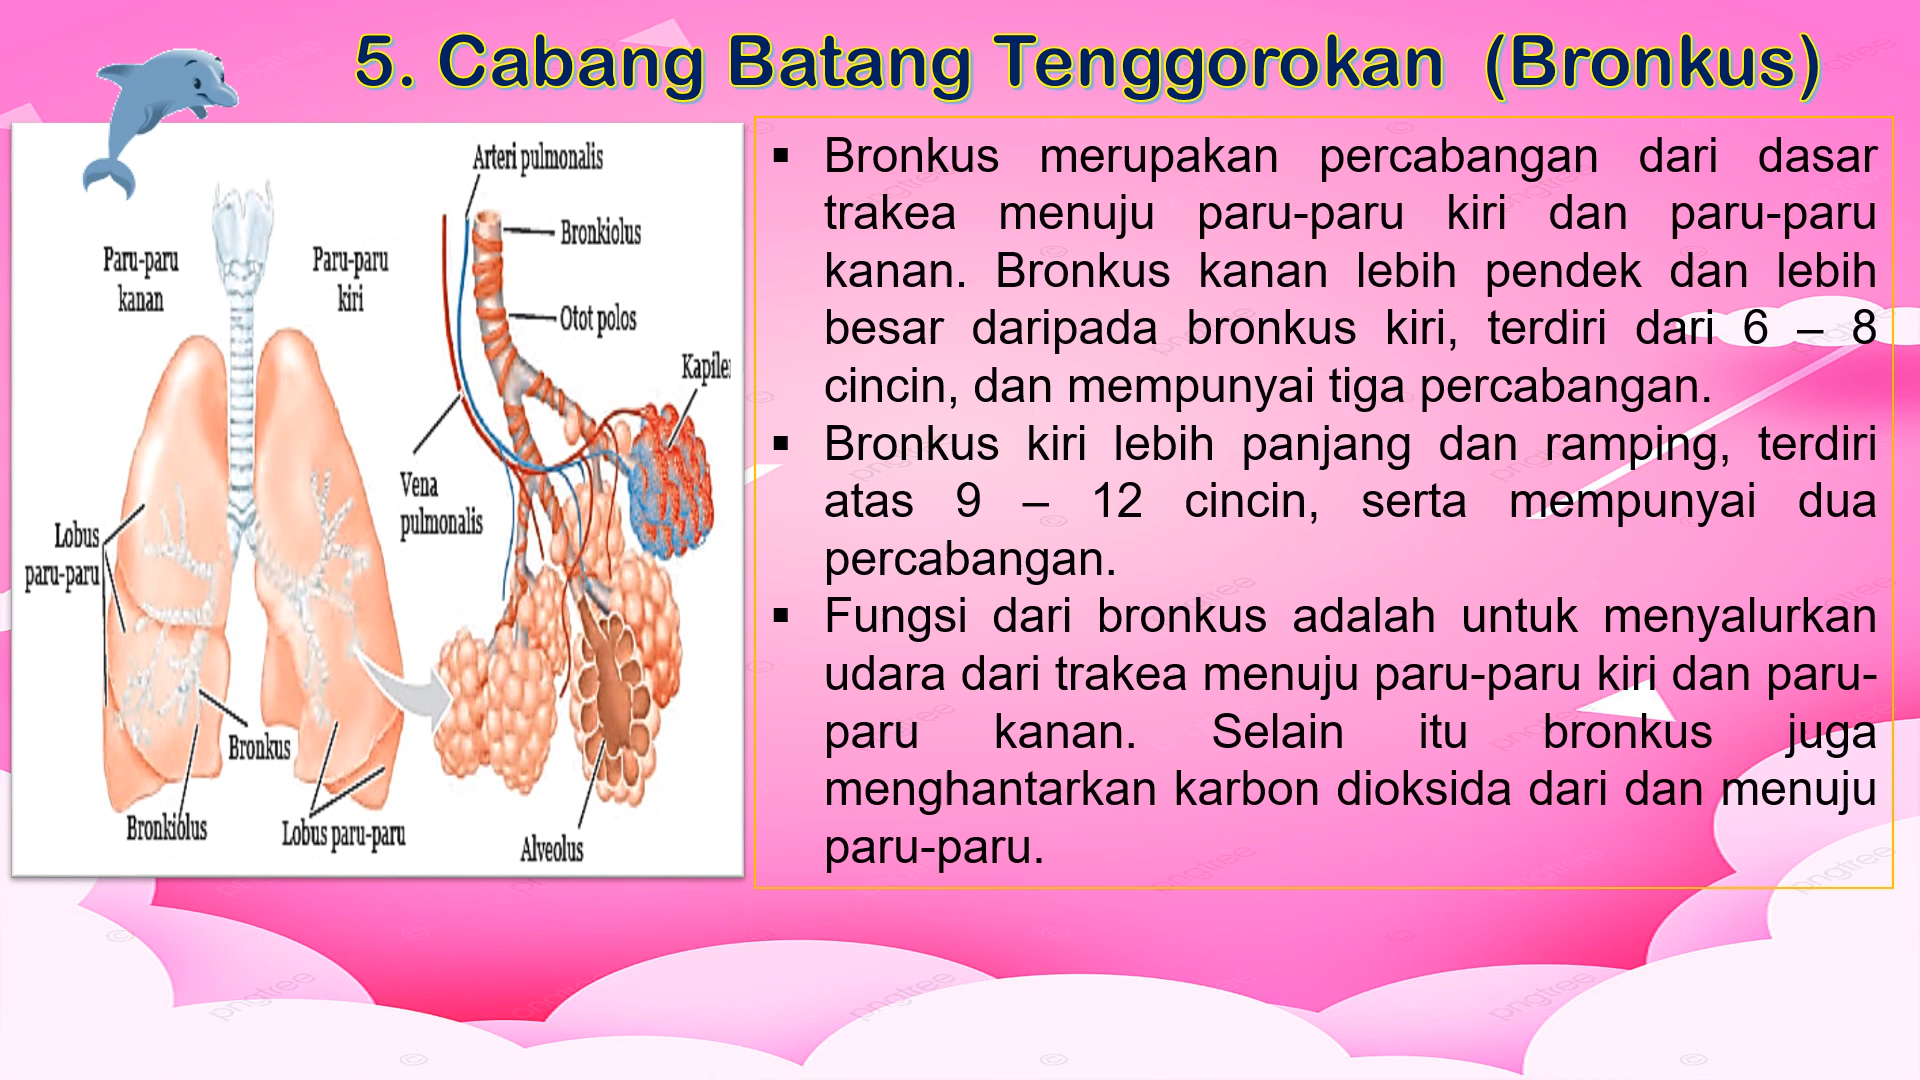 5. Cabang Batang Tenggorokan (Bronkus)
Arteri pulmonalis
Bronkiolus
Paru-paru
kanan
Paru-paru
kiri
Otot polos
Kapiler
Vena
pulmonalis
Lobus
paru-paru
Bronkus
Bronkiolus
Lobus paru-paru
Alveolus
▪ Bronkus merupakan percabangan dari dasar
trakea menuju paru-paru kiri dan paru-paru
kanan. Bronkus kanan lebih pendek dan lebih
besar daripada bronkus kiri, terdiri dari 6 – 8
cincin, dan mempunyai tiga percabangan.
▪ Bronkus kiri lebih panjang dan ramping, terdiri
atas 9 – 12 cincin, serta mempunyai dua
percabangan.
▪ Fungsi dari bronkus adalah untuk menyalurkan
udara dari trakea menuju paru-paru kiri dan paru-
paru kanan. Selain itu bronkus juga
menghantarkan karbon dioksida dari dan menuju
paru-paru.
pngtree